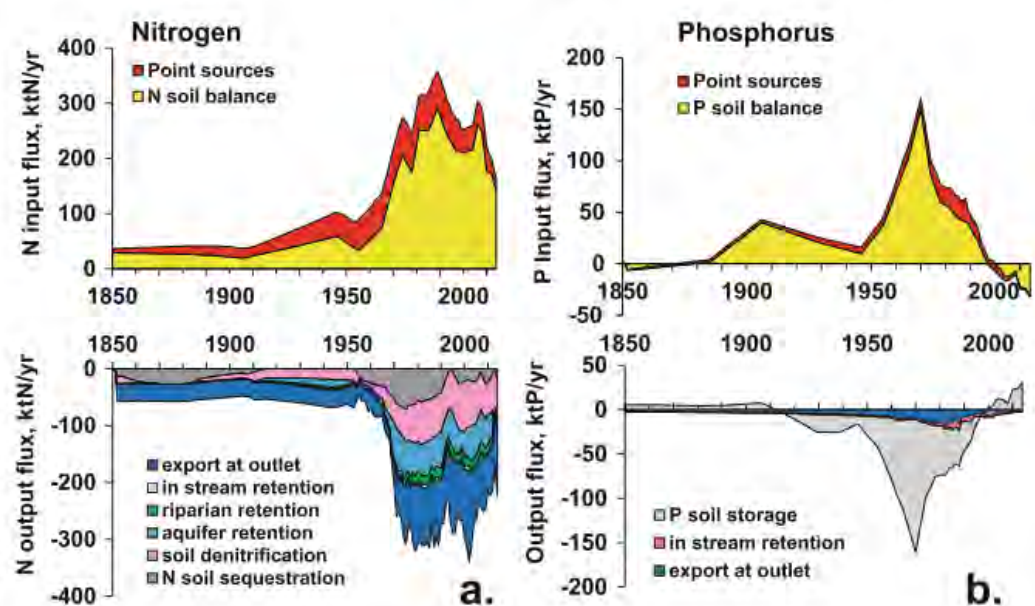 Nitrogen
N input flux, ktN/yr
400
300
200
100
0
Point sources
N soil balance
1850 1900 1950 2000
Phosphorus
P Input flux, ktP/yr
200
150
100
50
0
-50
Point sources
P soil balance
1850 1900 1950 2000
1850 1900 1950 2000
N output flux, ktN/yr
0
-100
-200
-300
-400
export at outlet
in stream retention
riparian retention
aquifer retention
soil denitrification
N soil sequestration
a.
1850 1900 1950 2000
Output flux, ktP/yr
50
0
-50
-100
-150
-200
P soil storage
in stream retention
export at outlet
b.